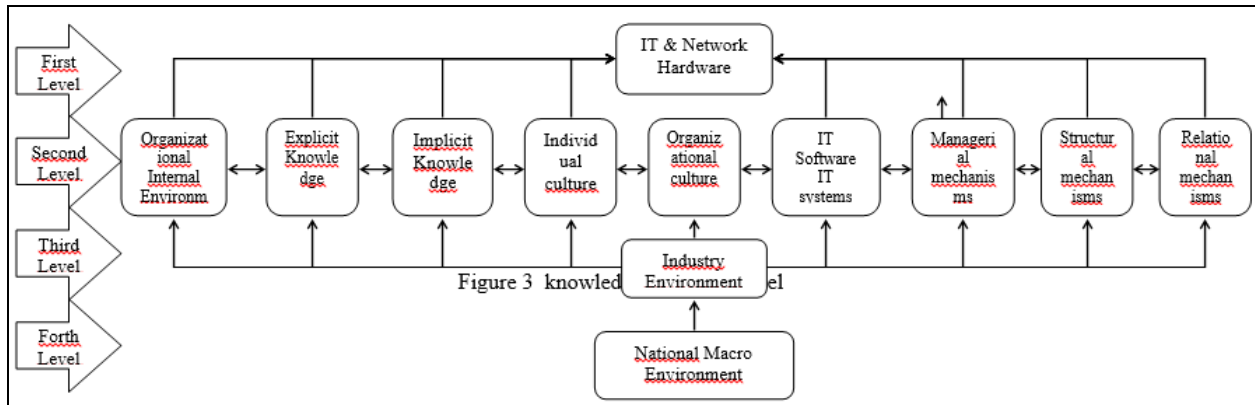 First
Level
IT & Network
Hardware
Second
Level
Organizat
ional
Internal
Environm
Explicit
Knowle
dge
Implicit
Knowle
dge
Individ
ual
culture
Organiz
ational
culture
IT
Software
IT
systems
Manageri
al
mechanis
ms
Structur
al
mechan
isms
Relatio
nal
mechan
isms
Third
Level
Industry
Environment
Figure 3 knowled
el
Forth
Level
National Macro
Environment